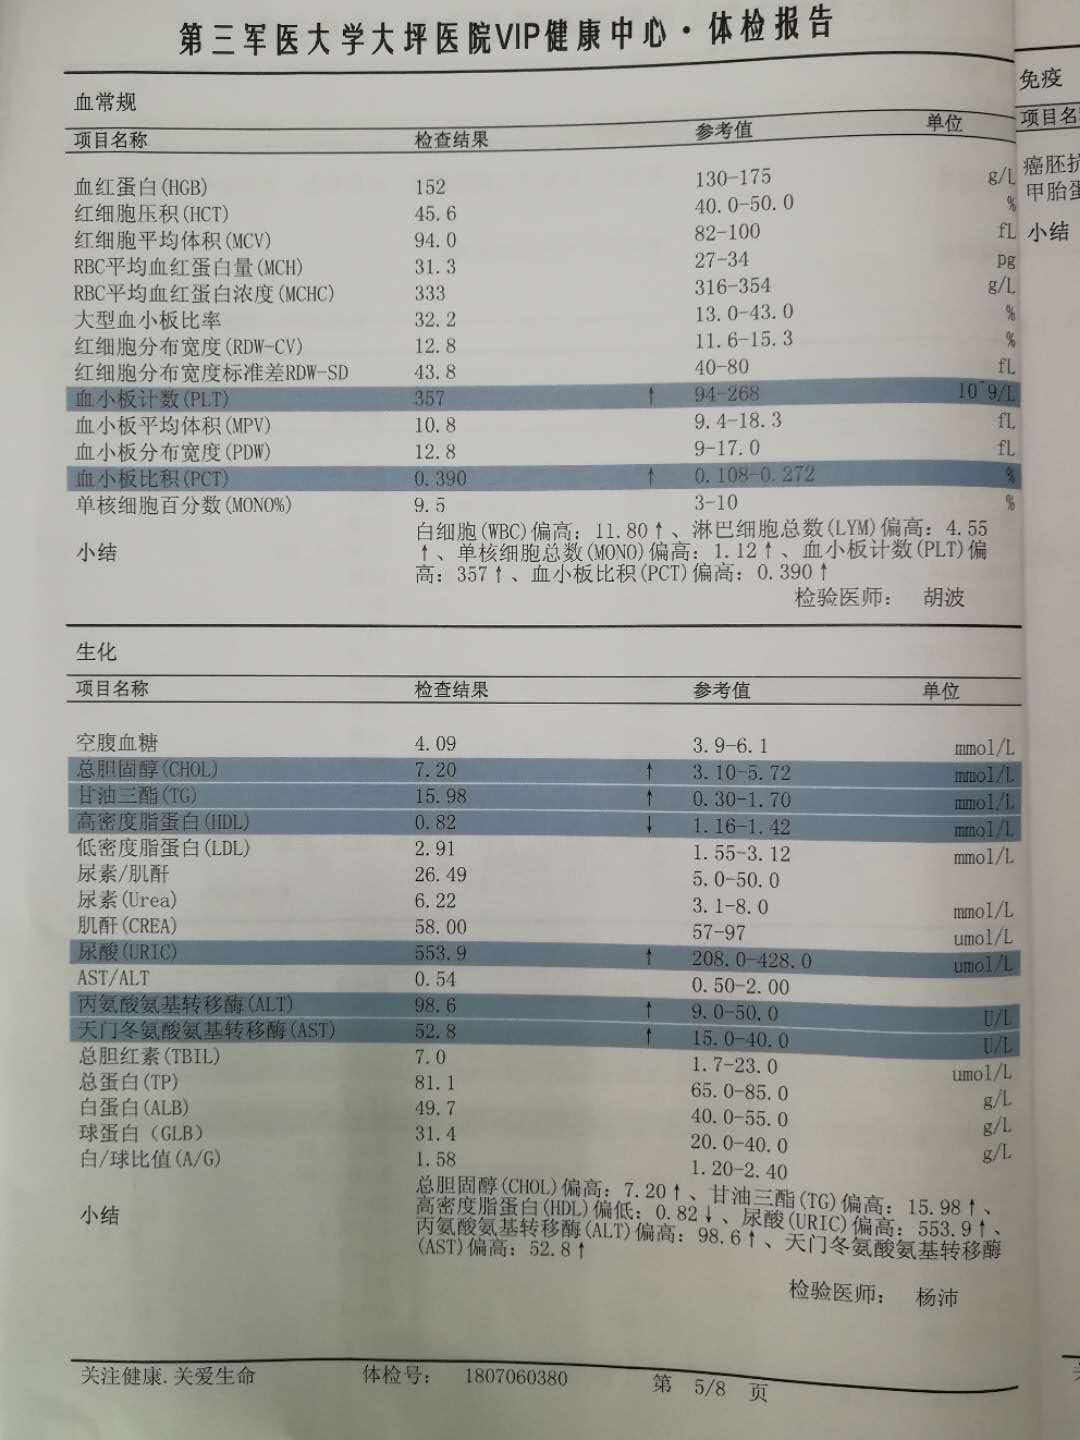 第三军医大学大坪医院VIP健康中心·体检报告
血常规
项目名称 检查结果 参考值 单位
血红蛋白(HGB) 152 130-175 g/L
红细胞压积(HCT) 45.6 40.0-50.0 %
红细胞平均体积(MCV) 94.0 82-100 fL
RBC平均血红蛋白量(MCH) 31.3 27-34 pg
RBC平均血红蛋白浓度(MCHC) 333 316-354 g/L
大型血小板比率 32.2 13.0-43.0 %
红细胞分布宽度(RDW-CV) 12.8 11.6-15.3 %
红细胞分布宽度标准差RDW-SD 43.8 40-80 fL
血小板计数(PLT) 357 ↑ 94-268 10^9/L
血小板平均体积(MPV) 10.8 9.4-18.3 fL
血小板分布宽度(PDW) 12.8 9-17.0 fL
血小板比积(PCT) 0.390 ↑ 0.108-0.272 %
单核细胞百分数(MONO%) 9.5 3-10 %
小结 白细胞(WBC)偏高: 11.80↑、淋巴细胞总数(LYM)偏高: 4.55
↑、单核细胞总数(MONO)偏高: 1.12↑、血小板计数(PLT)偏
高: 357↑、血小板比积(PCT)偏高: 0.390↑
检验医师: 胡波
生化
项目名称 检查结果 参考值 单位
空腹血糖 4.09 3.9-6.1 mmol/L
总胆固醇(CHOL) 7.20 ↑ 3.10-5.72 mmol/L
甘油三酯(TG) 15.98 ↑ 0.30-1.70 mmol/L
高密度脂蛋白(HDL) 0.82 ↓ 1.16-1.42 mmol/L
低密度脂蛋白(LDL) 2.91 1.55-3.12 mmol/L
尿素/肌酐 26.49 5.0-50.0
尿素(Urea) 6.22 3.1-8.0 mmol/L
肌酐(CREA) 58.00 57-97 umol/L
尿酸(URIC) 553.9 ↑ 208.0-428.0 umol/L
AST/ALT 0.54 0.50-2.00
丙氨酸氨基转移酶(ALT) 98.6 ↑ 9.0-50.0 U/L
天门冬氨酸氨基转移酶(AST) 52.8 ↑ 15.0-40.0 U/L
总胆红素(TBIL) 7.0 1.7-23.0 umol/L
总蛋白(TP) 81.1 65.0-85.0 g/L
白蛋白(ALB) 49.7 40.0-55.0 g/L
球蛋白（GLB） 31.4 20.0-40.0 g/L
白/球比值(A/G) 1.58 1.20-2.40
小结 总胆固醇(CHOL)偏高: 7.20↑、甘油三酯(TG)偏高: 15.98↑、
高密度脂蛋白(HDL)偏低: 0.82↓、尿酸(URIC)偏高: 553.9↑、
丙氨酸氨基转移酶(ALT)偏高: 98.6↑、天门冬氨酸氨基转移酶
(AST)偏高: 52.8↑
检验医师: 杨沛
关注健康.关爱生命 体检号: 1807060380 第 5/8 页
免疫
项目名
癌胚抗
甲胎蛋
小结